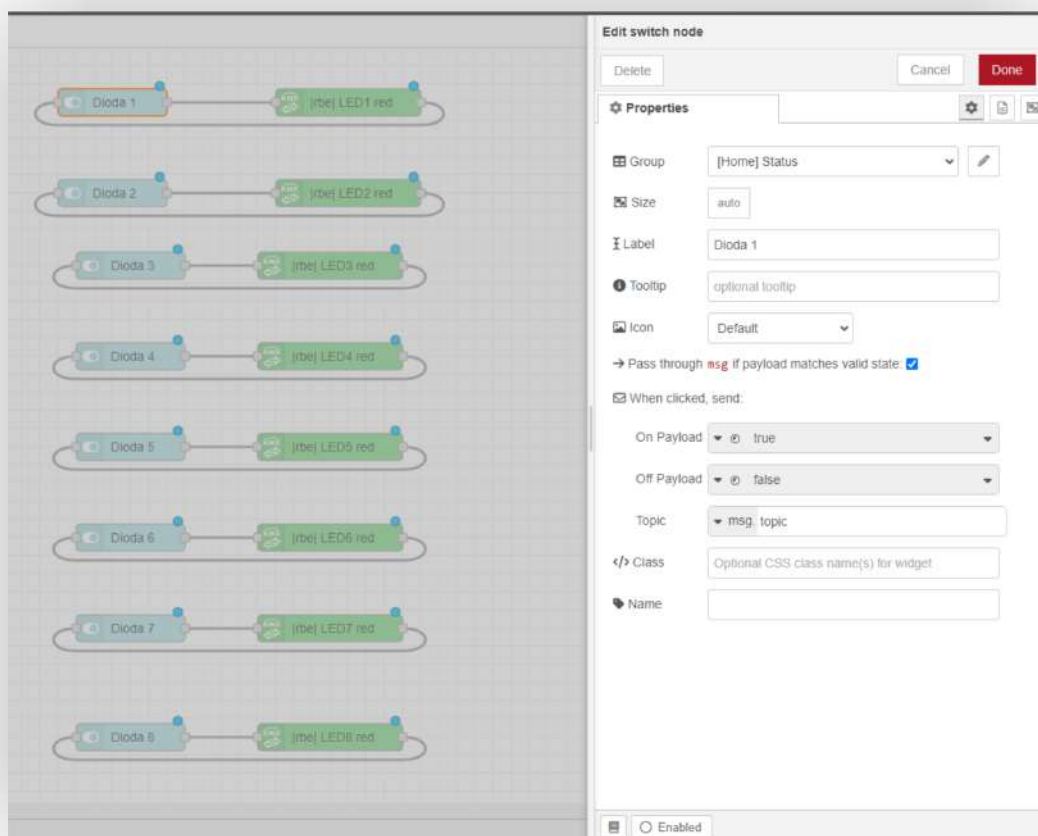 Edit switch node
Delete
Cancel
Done
Properties
Group
[Home] Status
Size
auto
Label
Dioda 1
Tooltip
optional tooltip
Icon
Default
→ Pass through msg if payload matches valid state:
When clicked, send:
On Payload
true
Off Payload
false
Topic
msg. topic
</> Class
Optional CSS class name(s) for widget
Name
Enabled
Dioda 1
|rbe| LED1 red
Dioda 2
|rbe| LED2 red
Dioda 3
|rbe| LED3 red
Dioda 4
|rbe| LED4 red
Dioda 5
|rbe| LED5 red
Dioda 6
|rbe| LED6 red
Dioda 7
|rbe| LED7 red
Dioda 8
|rbe| LED8 red